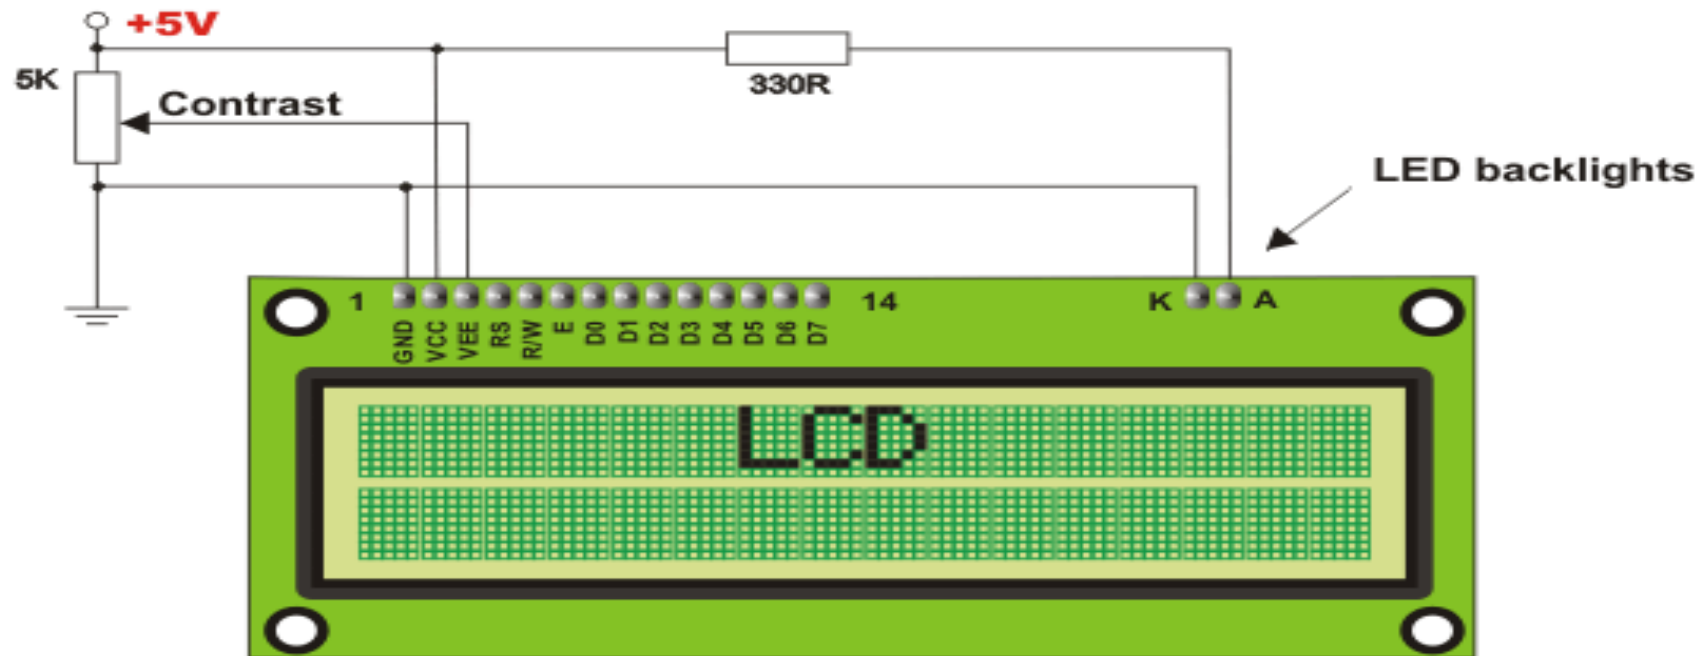 +5V
5K
Contrast
330R
LED backlights
1
14
K
A
GND
VCC
VEE
RS
R/W
E
D0
D1
D2
D3
D4
D5
D6
D7
LCD